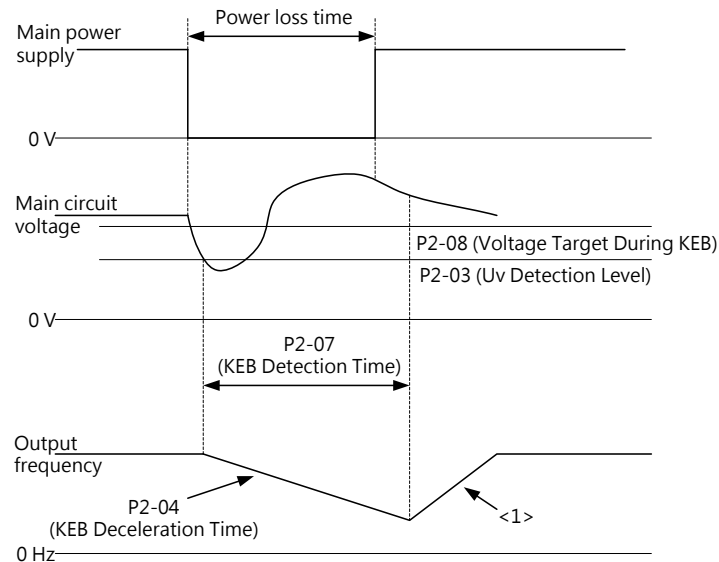 Power loss time
Main power
supply
0 V
Main circuit
voltage
P2-08 (Voltage Target During KEB)
P2-03 (Uv Detection Level)
0 V
P2-07
(KEB Detection Time)
Output
frequency
P2-04
(KEB Deceleration Time)
<1>
0 Hz